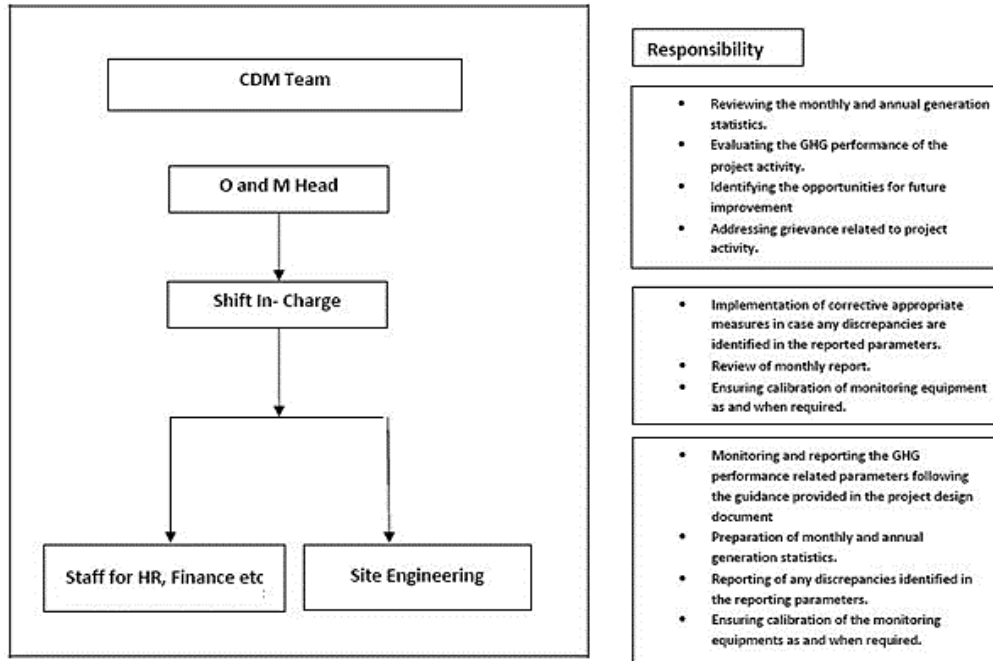 CDM Team
O and M Head
Shift In- Charge
Staff for HR, Finance etc
Site Engineering
Responsibility
• Reviewing the monthly and annual generation
statistics.
• Evaluating the GHG performance of the
project activity.
• Identifying the opportunities for future
improvement
• Addressing grievance related to project
activity.
• Implementation of corrective appropriate
measures in case any discrepancies are
identified in the reported parameters.
• Review of monthly report.
• Ensuring calibration of monitoring equipment
as and when required.
• Monitoring and reporting the GHG
performance related parameters following
the guidance provided in the project design
document
• Preparation of monthly and annual
generation statistics.
• Reporting of any discrepancies identified in
the reporting parameters.
• Ensuring calibration of the monitoring
equipments as and when required.